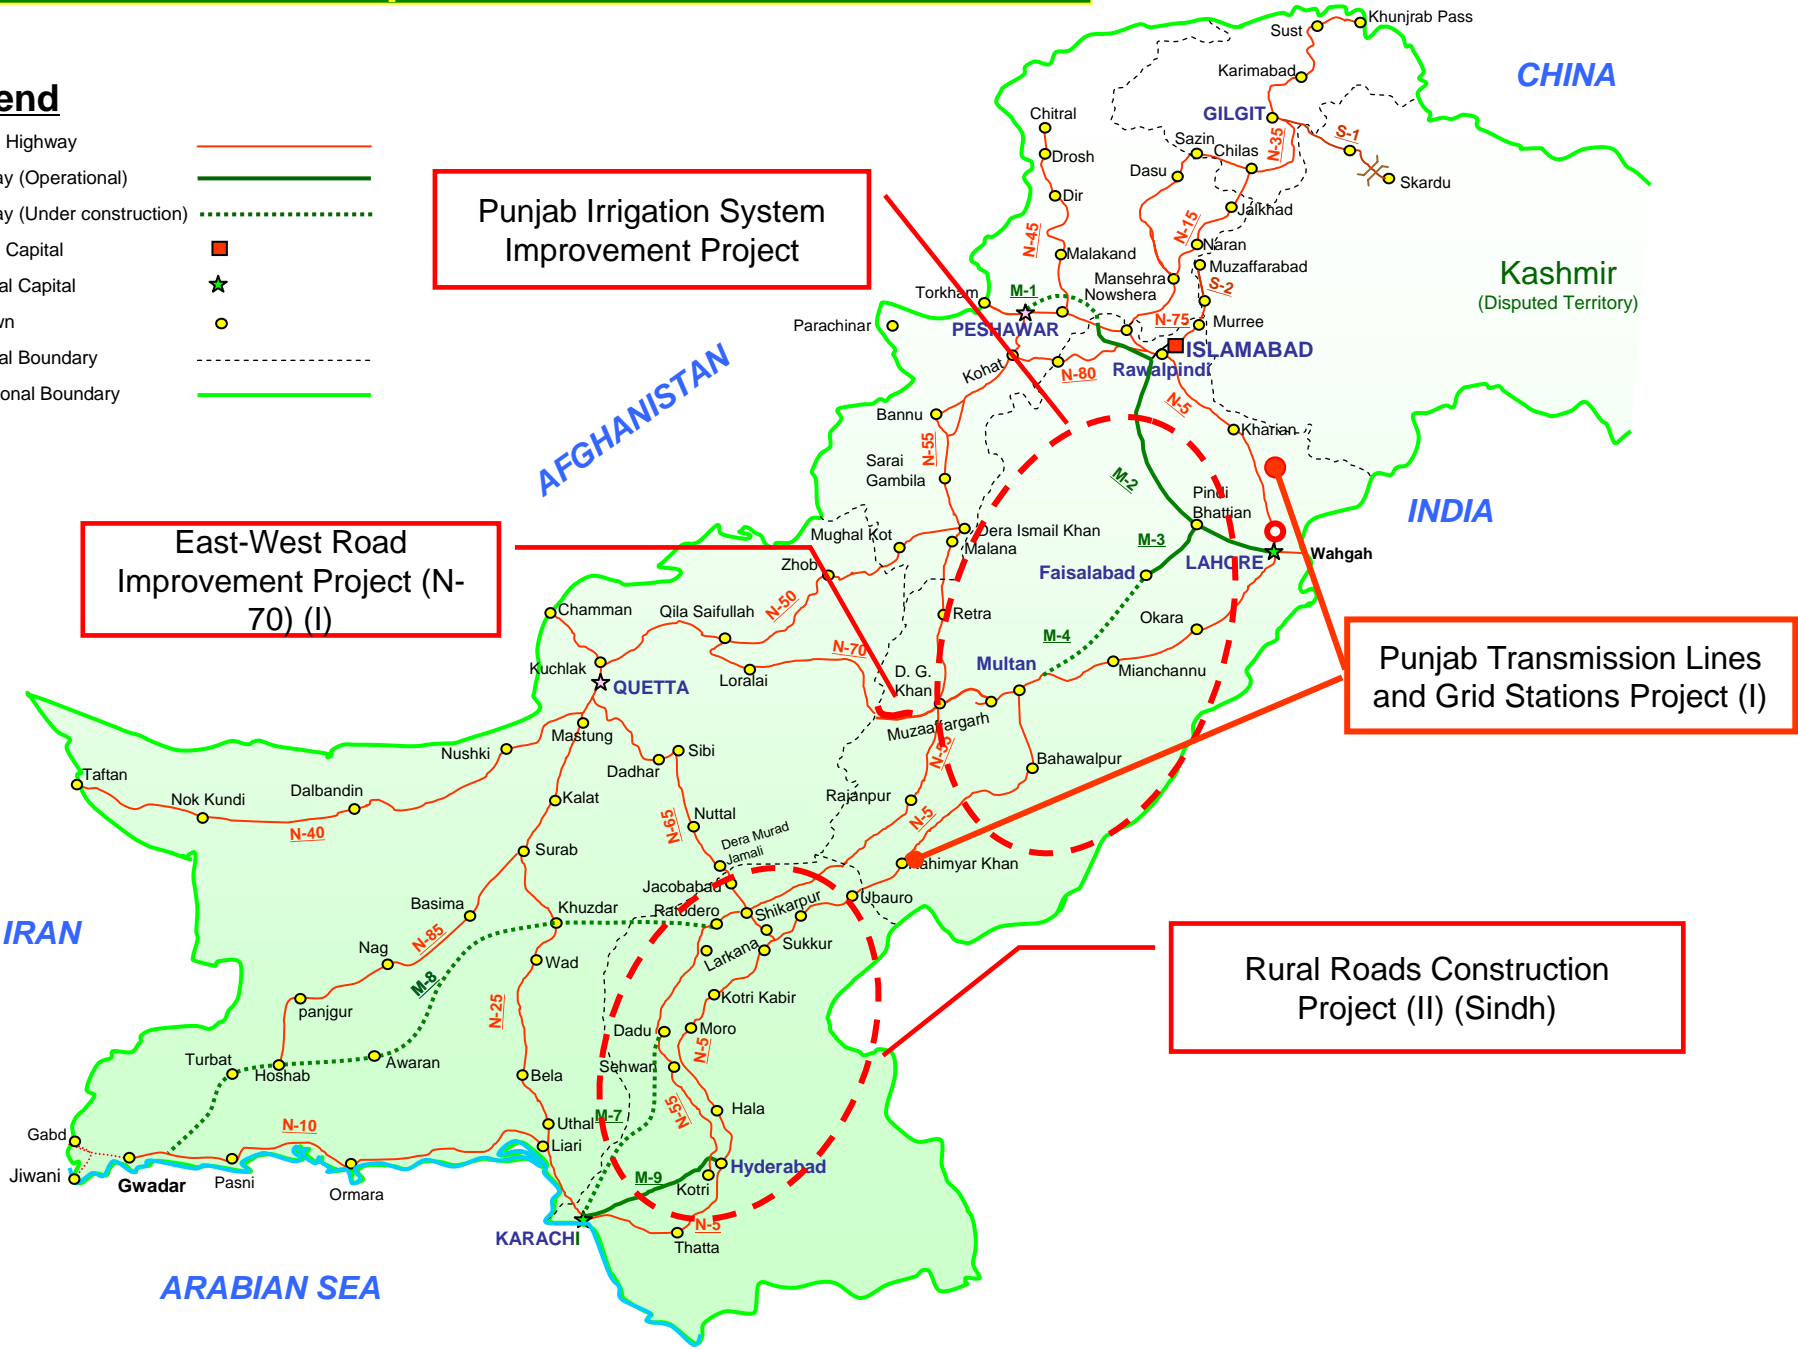 end
Highway
ay (Operational)
ay (Under construction)
Capital
al Capital
wn
al Boundary
onal Boundary
Punjab Irrigation System
Improvement Project
East-West Road
Improvement Project (N-
70) (I)
Punjab Transmission Lines
and Grid Stations Project (I)
Rural Roads Construction
Project (II) (Sindh)
CHINA
INDIA
AFGHANISTAN
IRAN
ARABIAN SEA
Kashmir
(Disputed Territory)
Khunjrab Pass
Sust
Karimabad
GILGIT
S-1
Skardu
N-35
Chitral
Drosh
Dir
N-45
Malakand
Sazin
Chilas
Dasu
Jalkhad
N-15
Naran
Mansehra
Muzaffarabad
Nowshera
S-2
Torkham
M-1
PESHAWAR
N-75
Murree
Parachinar
ISLAMABAD
Rawalpindi
Kohat
N-80
Bannu
N-55
N-5
Kharian
Sarai
Gambila
M-2
Pindi
Bhattian
Mughal Kot
Dera Ismail Khan
Malana
M-3
LAHORE
Wahgah
Zhob
Faisalabad
Chamman
Qila Saifullah
N-50
Retra
Okara
M-4
N-70
Kuchlak
Loralai
D. G.
Khan
Multan
Mianchannu
QUETTA
Muzaaffargarh
Mastung
Nushki
Sibi
Dadhar
N-55
Bahawalpur
Taftan
Nok Kundi
Dalbandin
N-40
Kalat
Rajanpur
Nuttal
N-65
N-5
Dera Murad
Jamali
Surab
Rahimyar Khan
Jacobabad
Ubauro
Basima
Khuzdar
Ratodero
Shikarpur
N-85
Nag
Larkana
Sukkur
M-8
Wad
panjgur
N-25
Kotri Kabir
Dadu
Moro
N-5
Turbat
Hoshab
Awaran
Sehwan
Bela
N-55
Hala
M-7
Uthal
Liari
Gabd
N-10
Jiwani
Gwadar
Pasni
Ormara
Hyderabad
M-9
Kotri
KARACHI
N-5
Thatta